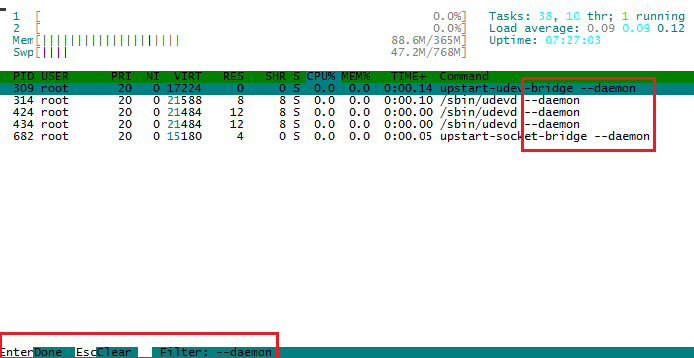 1 [ 0.0%] Tasks: 38, 10 thr; 1 running
2 [ 0.0%] Load average: 0.09 0.09 0.12
Mem[||||||||||||||||||||| 88.6M/365M] Uptime: 07:27:03
Swp[|||| 47.2M/768M]
PID USER PRI NI VIRT RES SHR S CPU% MEM% TIME+ Command
309 root 20 0 17224 0 0 S 0.0 0.0 0:00.14 upstart-udev-bridge --daemon
314 root 20 0 21588 8 8 S 0.0 0.0 0:00.10 /sbin/udevd --daemon
424 root 20 0 21484 12 8 S 0.0 0.0 0:00.00 /sbin/udevd --daemon
434 root 20 0 21484 12 8 S 0.0 0.0 0:00.00 /sbin/udevd --daemon
682 root 20 0 15180 4 0 S 0.0 0.0 0:00.05 upstart-socket-bridge --daemon
EnterDone EscClear Filter: --daemon